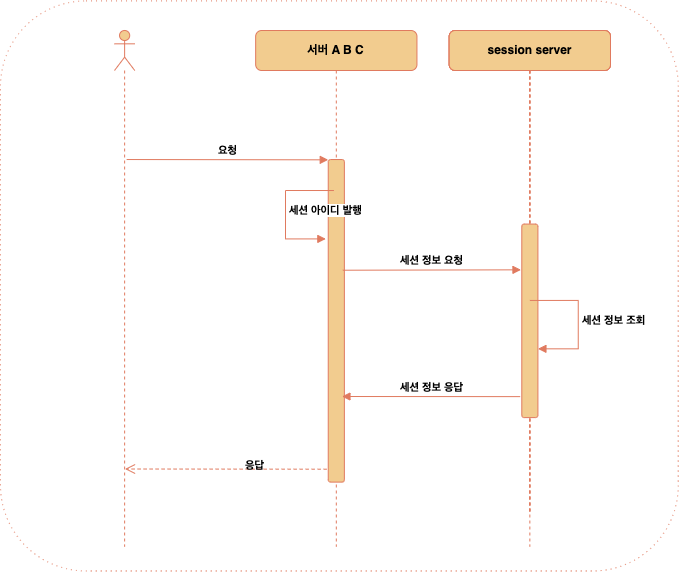 서버 A B C
session server
요청
세션 아이디 발행
세션 정보 요청
세션 정보 조회
세션 정보 응답
응답